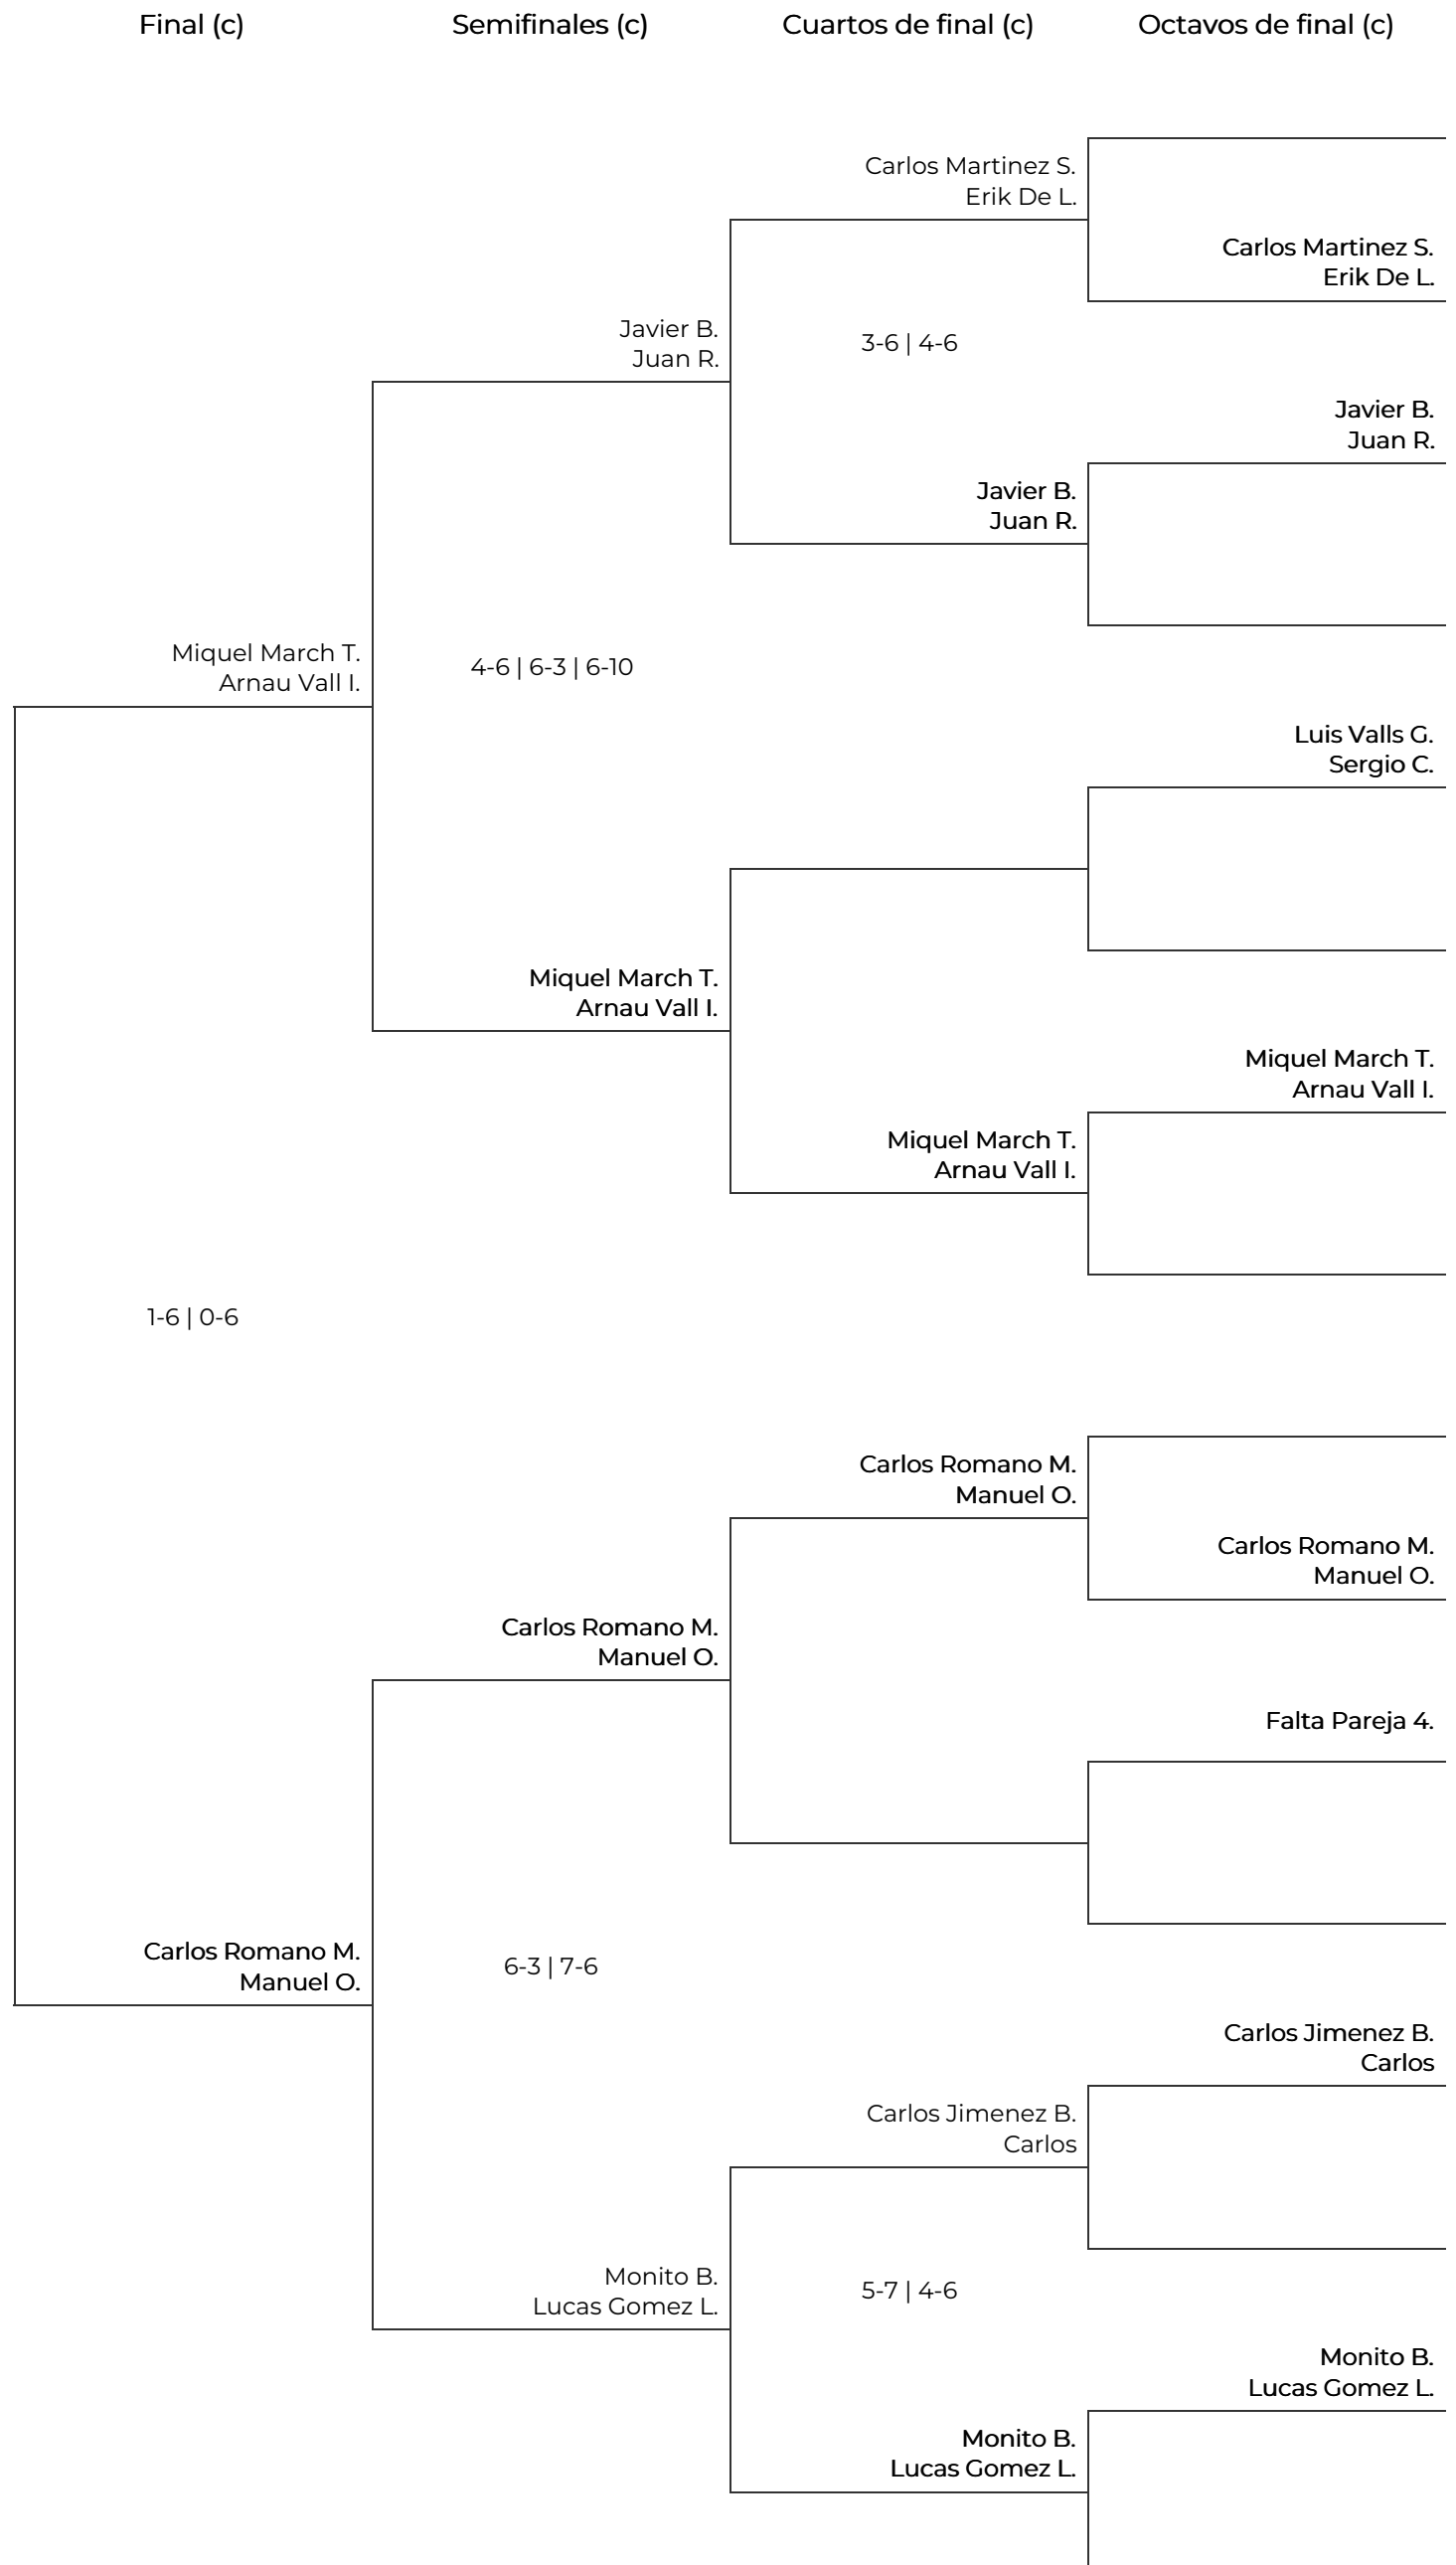 Final (c)
Semifinales (c)
Cuartos de final (c)
Octavos de final (c)
Carlos Martinez S.
Erik De L.
Carlos Martinez S.
Erik De L.
Javier B.
Juan R.
3-6 | 4-6
Javier B.
Juan R.
Javier B.
Juan R.
Miquel March T.
Arnau Vall I.
4-6 | 6-3 | 6-10
Luis Valls G.
Sergio C.
Miquel March T.
Arnau Vall I.
Miquel March T.
Arnau Vall I.
Miquel March T.
Arnau Vall I.
1-6 | 0-6
Carlos Romano M.
Manuel O.
Carlos Romano M.
Manuel O.
Carlos Romano M.
Manuel O.
Falta Pareja 4.
Carlos Romano M.
Manuel O.
6-3 | 7-6
Carlos Jimenez B.
Carlos
Carlos Jimenez B.
Carlos
Monito B.
Lucas Gomez L.
5-7 | 4-6
Monito B.
Lucas Gomez L.
Monito B.
Lucas Gomez L.